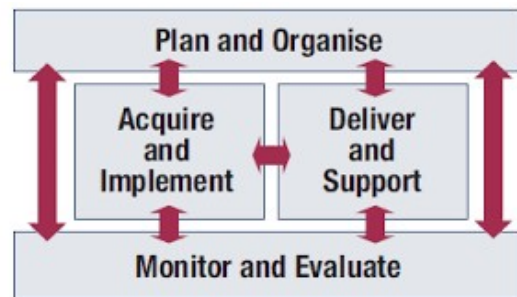 Plan and Organise
Acquire
and
Implement
Deliver
and
Support
Monitor and Evaluate